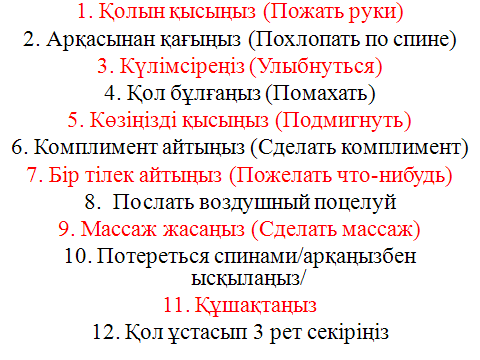 1. Қолын қысыңыз (Пожать руки)
2. Арқасынан қағыңыз (Похлопать по спине)
3. Күлімсіреңіз (Улыбнуться)
4. Қол бұлғаңыз (Помахать)
5. Көзіңізді қысыңыз (Подмигнуть)
6. Комплимент айтыңыз (Сделать комплимент)
7. Бір тілек айтыңыз (Пожелать что-нибудь)
8. Послать воздушный поцелуй
9. Массаж жасаңыз (Сделать массаж)
10. Потереться спинами/арқаңызбен
ысқылаңыз/
11. Құшақтаңыз
12. Қол ұстасып 3 рет секіріңіз